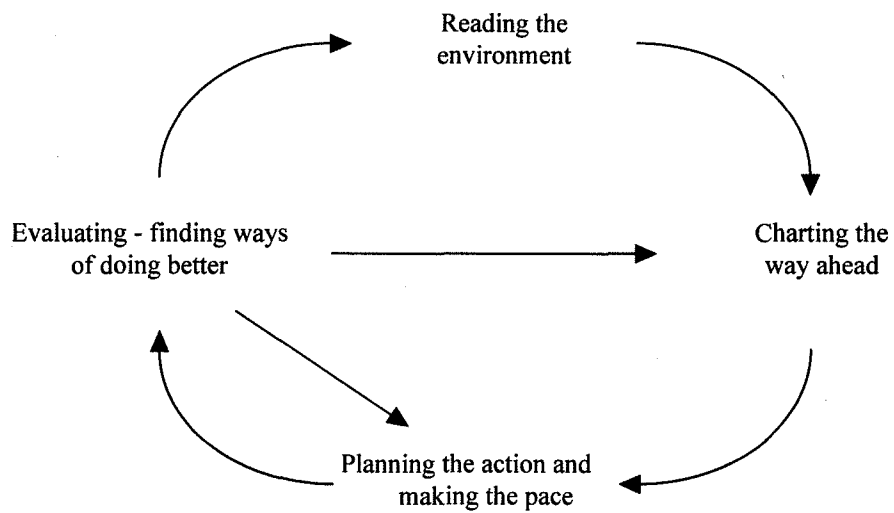 Reading the
environment
Evaluating - finding ways
of doing better
Charting the
way ahead
Planning the action and
making the pace